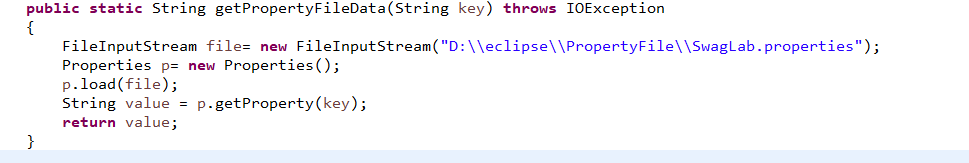 public static String getPropertyFileData(String key) throws IOException
{
FileInputStream file= new FileInputStream("D:\\eclipse\\PropertyFile\\SwagLab.properties");
Properties p= new Properties();
p.load(file);
String value = p.getProperty(key);
return value;
}